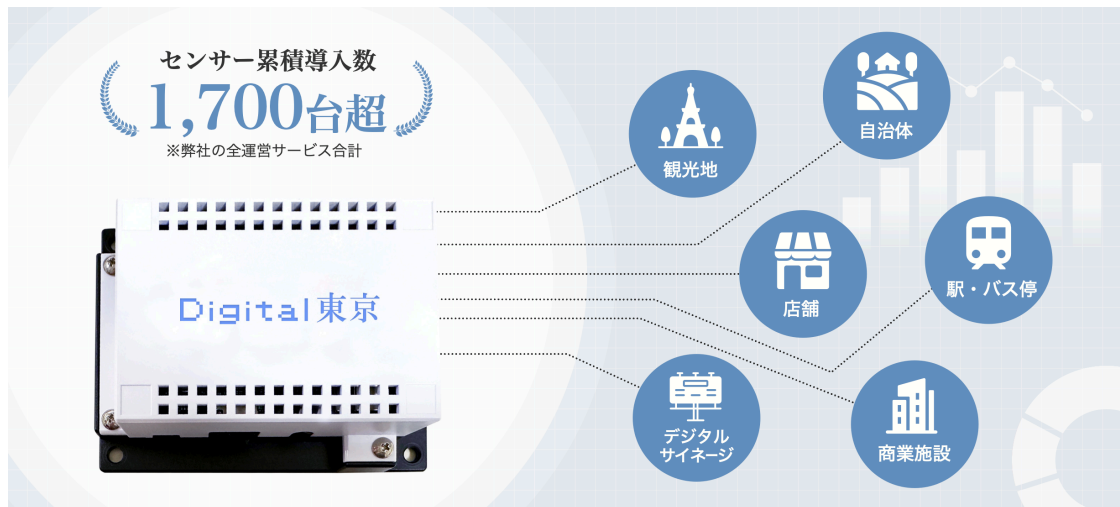 センサー累積導入数
1,700台超
※弊社の全運営サービス合計
Digital東京
観光地
自治体
店舗
駅・バス停
デジタル
サイネージ
商業施設